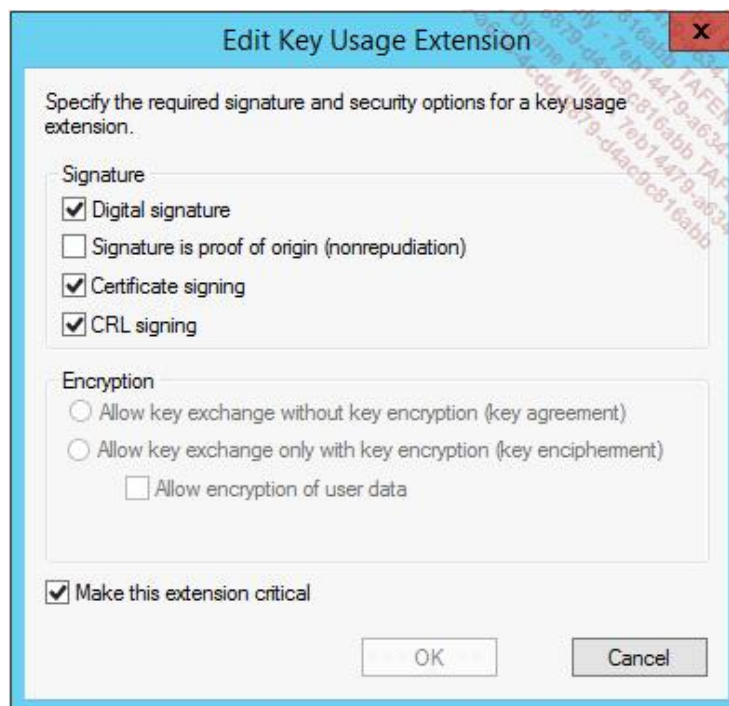 Edit Key Usage Extension
x
Specify the required signature and security options for a key usage
extension.
Signature
Digital signature
Signature is proof of origin (nonrepudiation)
Certificate signing
CRL signing
Encryption
Allow key exchange without key encryption (key agreement)
Allow key exchange only with key encryption (key encipherment)
Allow encryption of user data
Make this extension critical
OK
Cancel